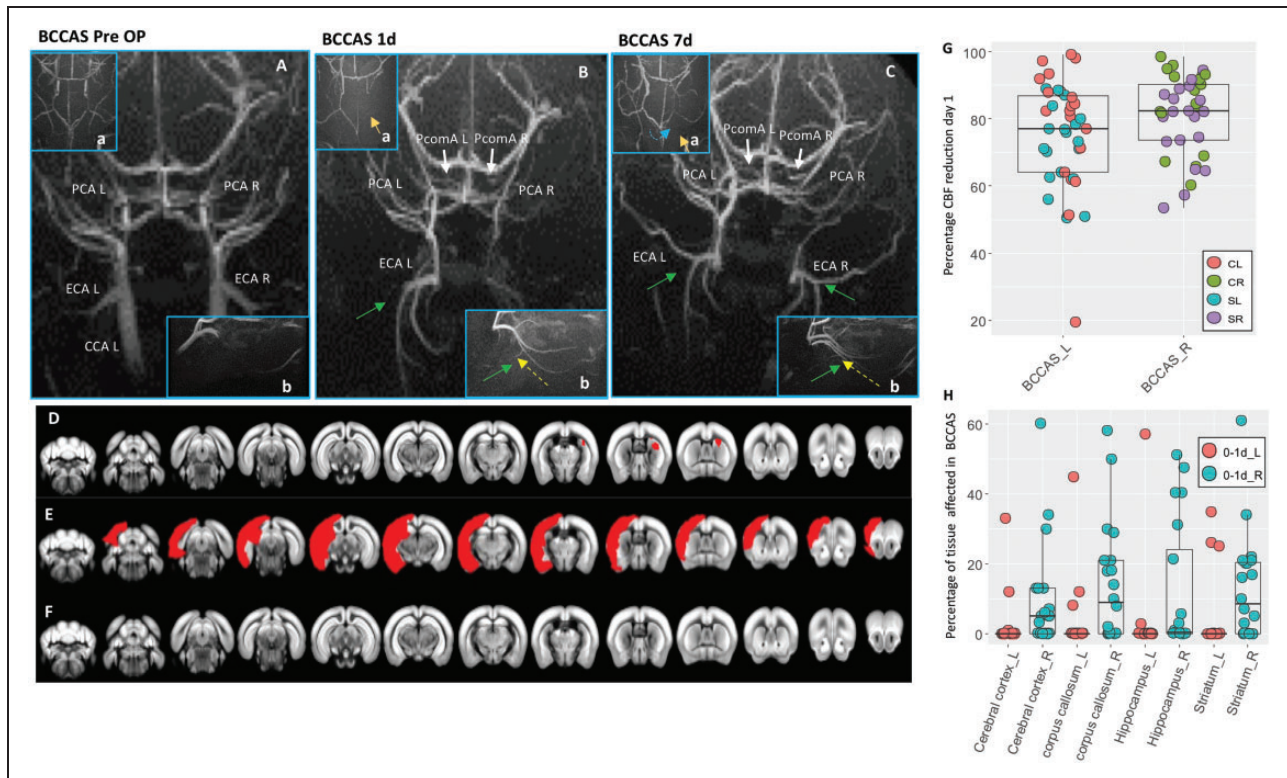 BCCAS Pre OP
A
a
PCA L
PCA R
ECA L
ECA R
CCA L
b
BCCAS 1d
B
a
PcomA L
PcomA R
PCA L
PCA R
ECA L
b
BCCAS 7d
C
a
PcomA L
PcomA R
PCA L
PCA R
ECA L
ECA R
b
D
E
F
G
Percentage CBF reduction day 1
100
80
60
40
20
CL
CR
SL
SR
BCCAS_L
BCCAS_R
H
Percentage of tissue affected in BCCAS
60
40
20
0
0-1d_L
0-1d_R
Cerebral cortex_L
Cerebral cortex_R
corpus callosum_L
corpus callosum_R
Hippocampus_L
Hippocampus_R
Striatum_L
Striatum_R